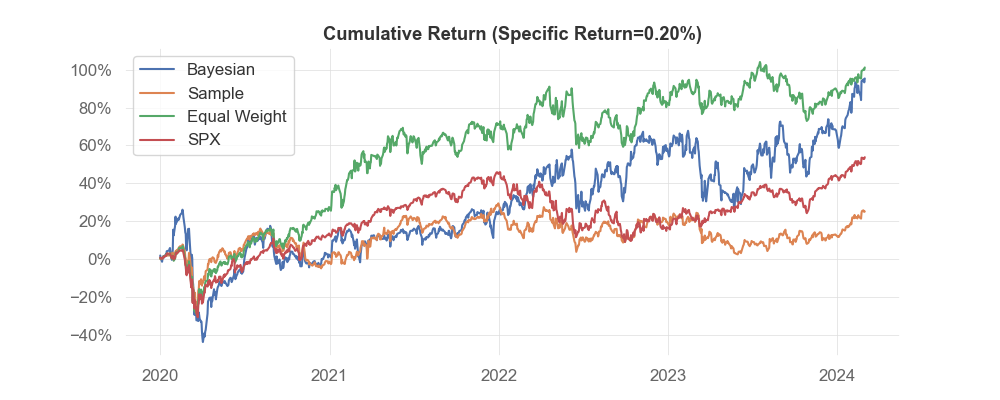 Cumulative Return (Specific Return=0.20%)
Bayesian
Sample
Equal Weight
SPX
100%
80%
60%
40%
20%
0%
−20%
−40%
2020
2021
2022
2023
2024